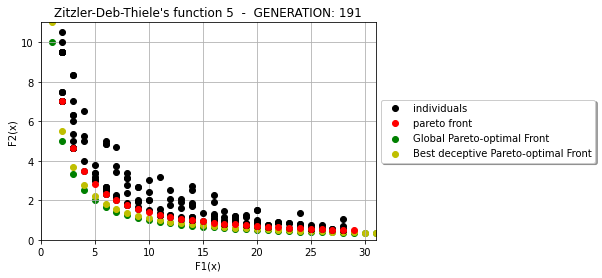 Zitzler-Deb-Thiele's function 5 - GENERATION: 191
F2(x)
10
8
6
4
2
0
0 5 10 15 20 25 30
F1(x)
individuals
pareto front
Global Pareto-optimal Front
Best deceptive Pareto-optimal Front